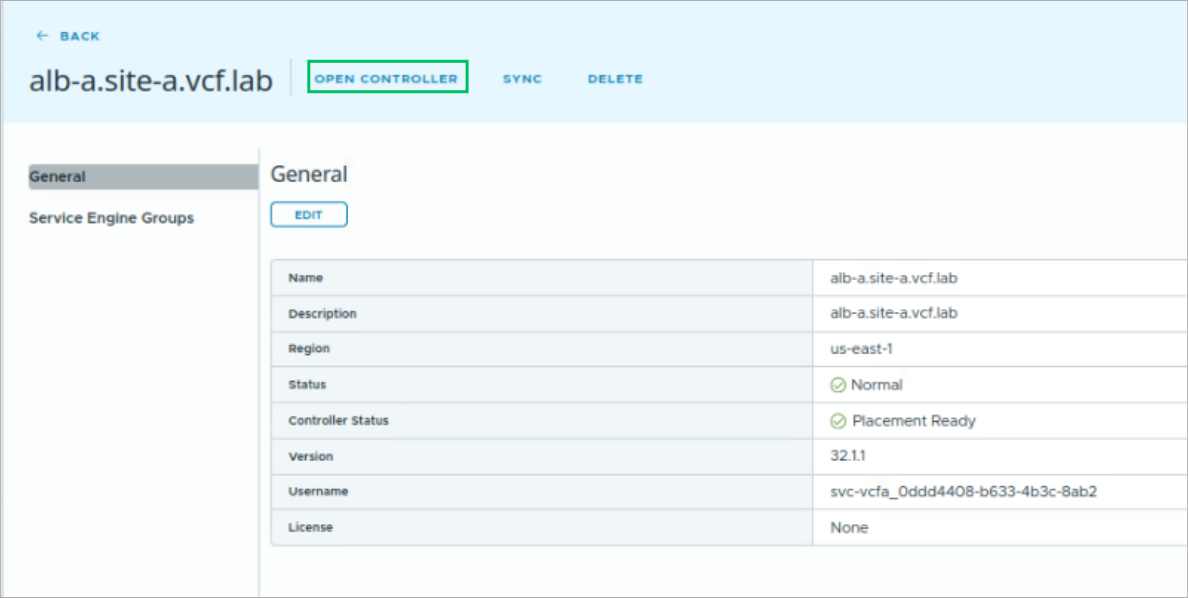 ← BACK
alb-a.site-a.vcf.lab OPEN CONTROLLER SYNC DELETE
General
Service Engine Groups
General
EDIT
Name alb-a.site-a.vcf.lab
Description alb-a.site-a.vcf.lab
Region us-east-1
Status Normal
Controller Status Placement Ready
Version 32.1.1
Username svc-vcfa_0ddd4408-b633-4b3c-8ab2
License None